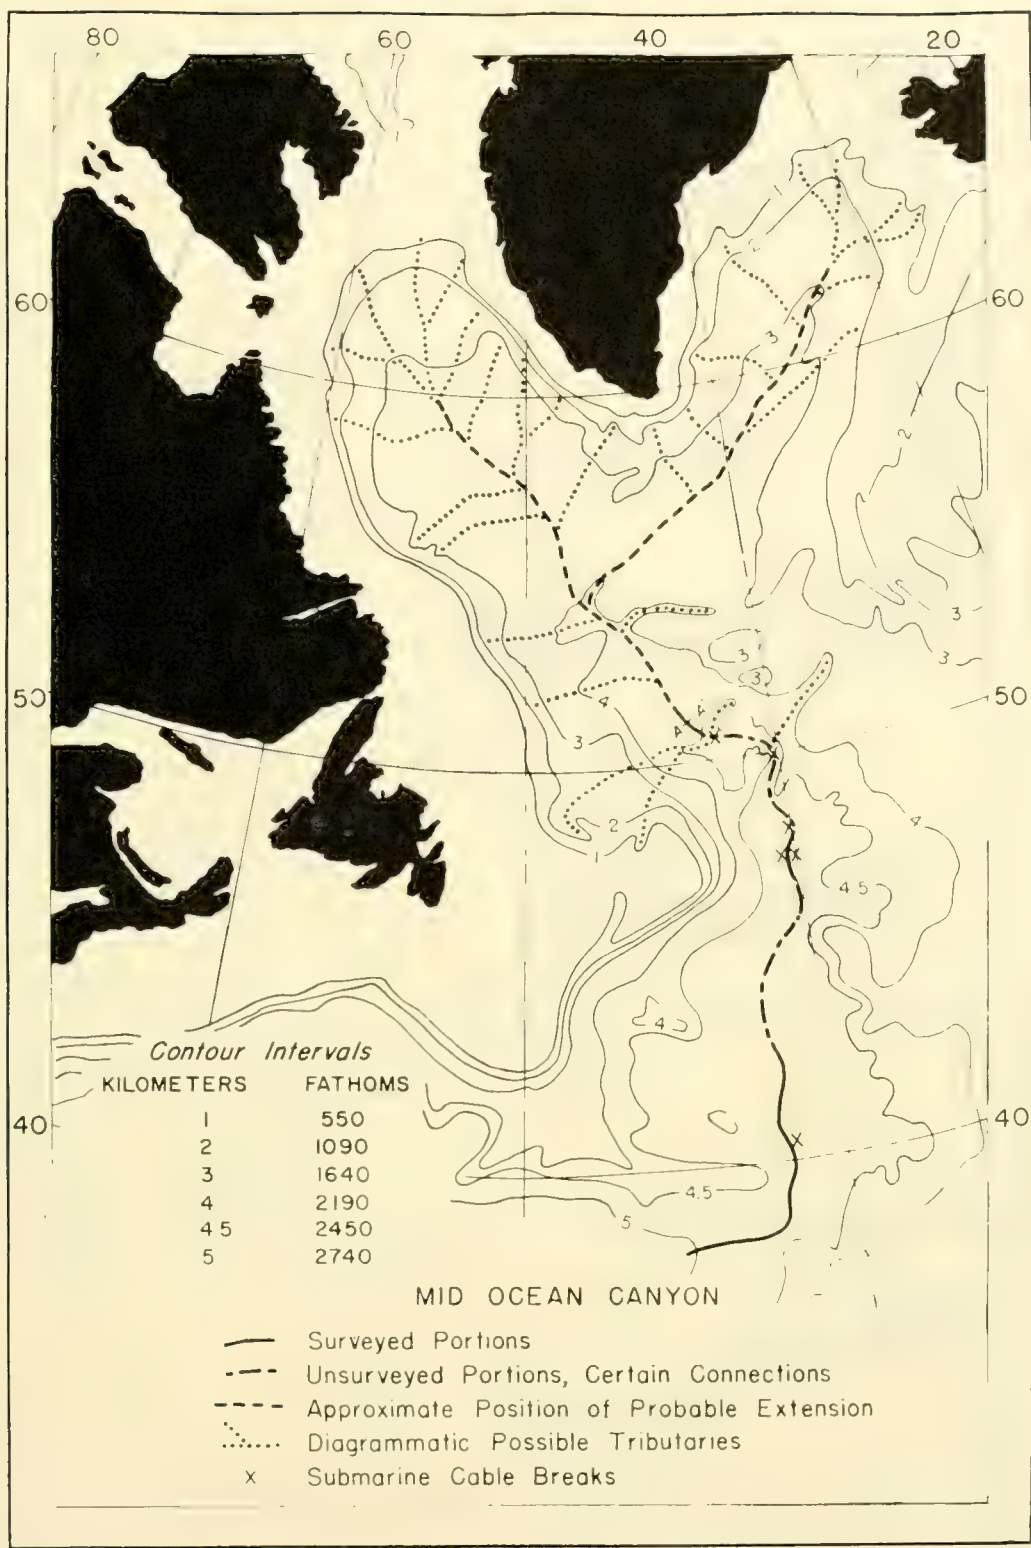 80 60 40 20
60 60
3
2
3
3
3
3
50 50
4
3
4
2
1
4.5
4
Contour Intervals
KILOMETERS FATHOMS
1 550
2 1090
3 1640
4 2190
4 5 2450
5 2740
40 40
4.5
5
MID OCEAN CANYON
Surveyed Portions
Unsurveyed Portions, Certain Connections
Approximate Position of Probable Extension
Diagrammatic Possible Tributaries
x Submarine Cable Breaks